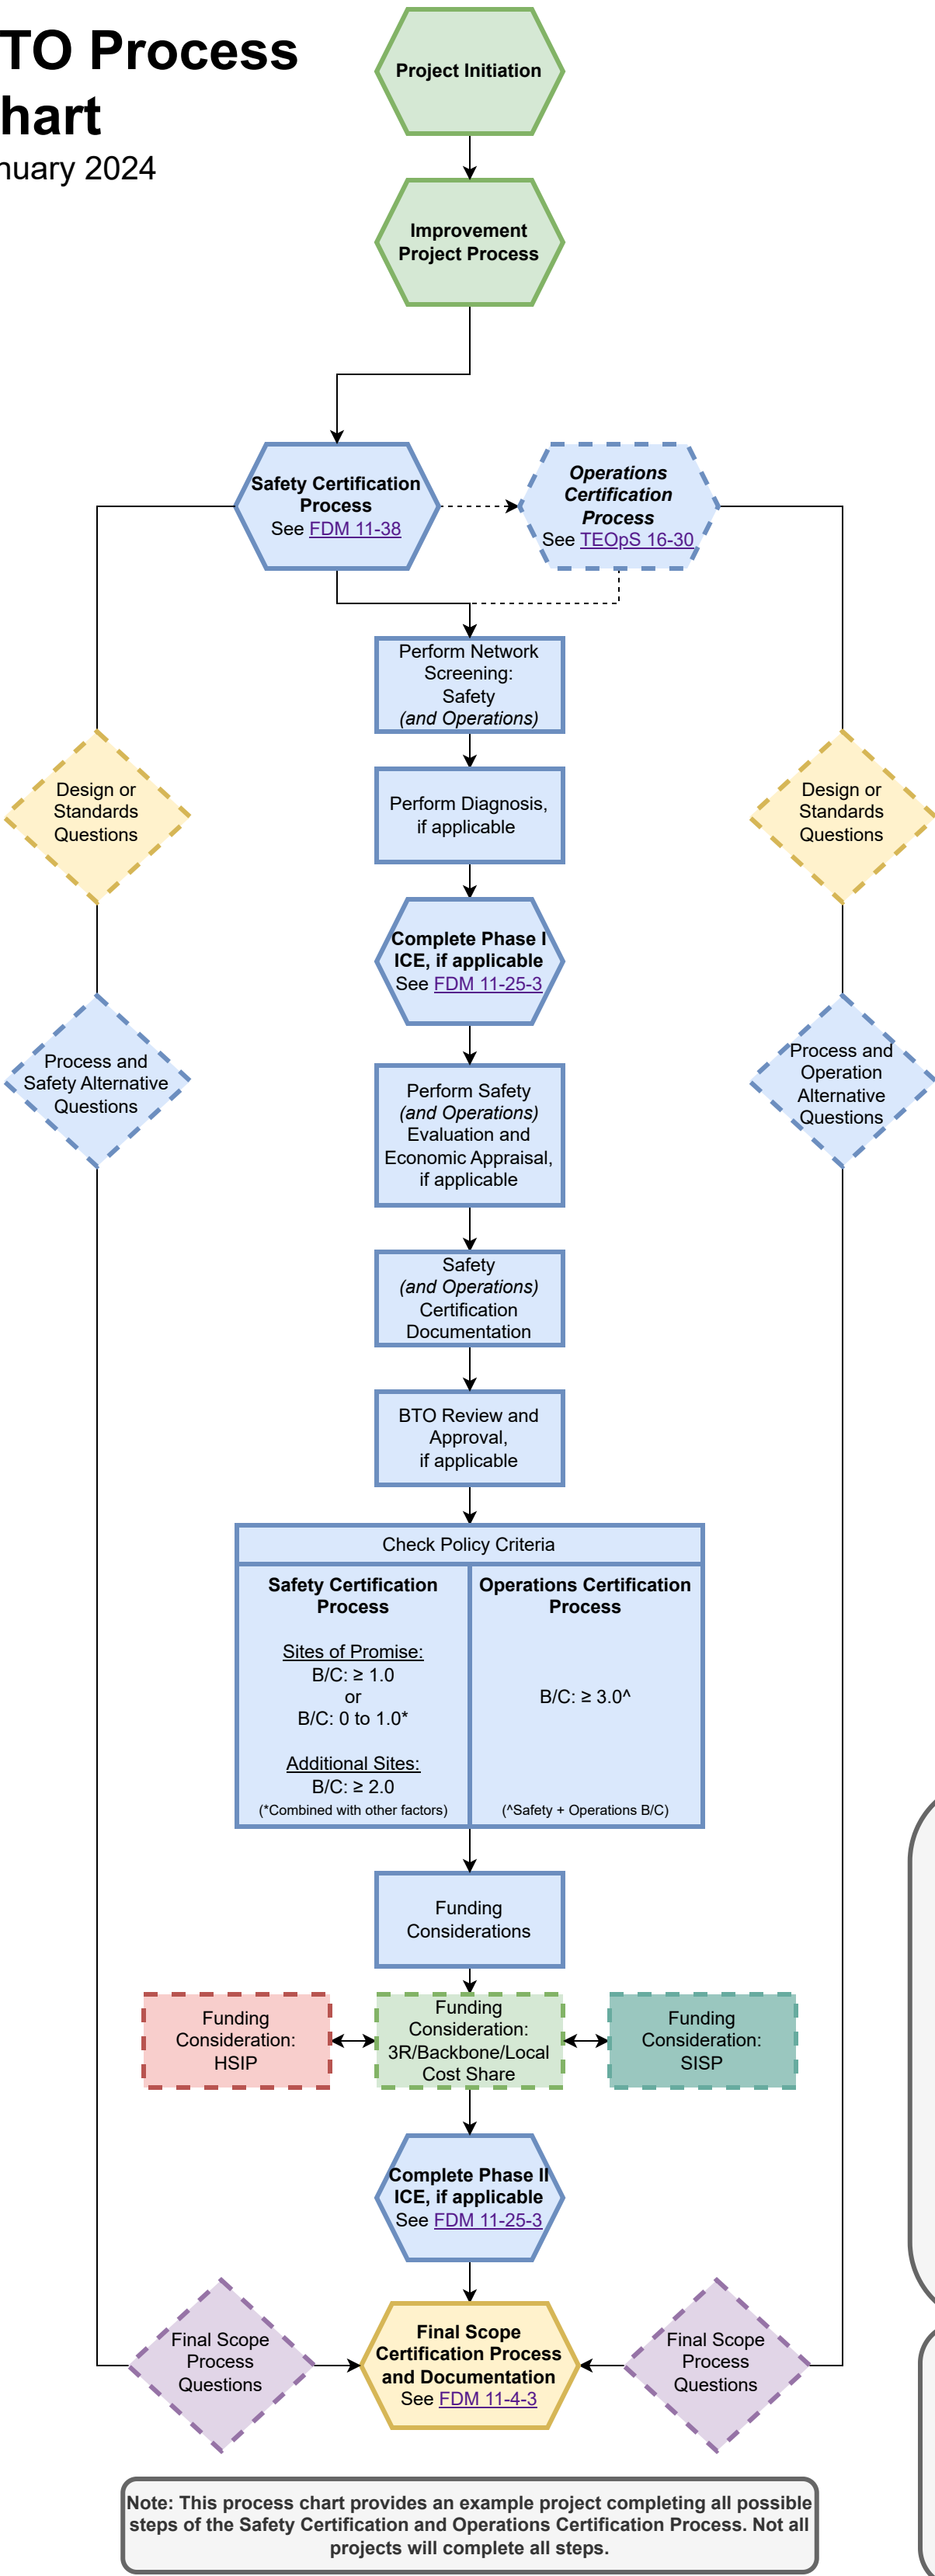 TO Process
hart
nuary 2024
Project Initiation
Improvement
Project Process
Safety Certification
Process
See FDM 11-38
Operations
Certification
Process
See TEOpS 16-30
Perform Network
Screening:
Safety
(and Operations)
Design or
Standards
Questions
Perform Diagnosis,
if applicable
Design or
Standards
Questions
Complete Phase I
ICE, if applicable
See FDM 11-25-3
Process and
Safety Alternative
Questions
Perform Safety
(and Operations)
Evaluation and
Economic Appraisal,
if applicable
Process and
Operation
Alternative
Questions
Safety
(and Operations)
Certification
Documentation
BTO Review and
Approval,
if applicable
Check Policy Criteria
Safety Certification
Process
Sites of Promise:
B/C: ≥ 1.0
or
B/C: 0 to 1.0*
Additional Sites:
B/C: ≥ 2.0
(*Combined with other factors)
Operations Certification
Process
B/C: ≥ 3.0^
(^Safety + Operations B/C)
Funding
Considerations
Funding
Consideration:
HSIP
Funding
Consideration:
3R/Backbone/Local
Cost Share
Funding
Consideration:
SISP
Complete Phase II
ICE, if applicable
See FDM 11-25-3
Final Scope
Process
Questions
Final Scope
Certification Process
and Documentation
See FDM 11-4-3
Final Scope
Process
Questions
Note: This process chart provides an example project completing all possible
steps of the Safety Certification and Operations Certification Process. Not all
projects will complete all steps.